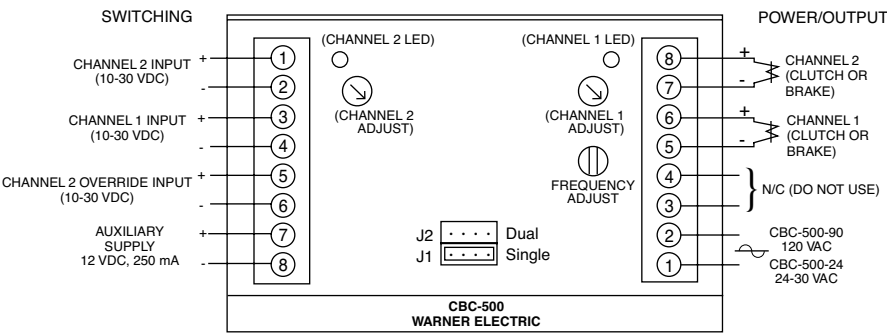 SWITCHING
POWER/OUTPUT
CHANNEL 2 INPUT
(10-30 VDC)
+
-
CHANNEL 1 INPUT
(10-30 VDC)
+
-
CHANNEL 2 OVERRIDE INPUT
(10-30 VDC)
+
-
AUXILIARY
SUPPLY
12 VDC, 250 mA
+
-
1
2
3
4
5
6
7
8
(CHANNEL 2 LED)
(CHANNEL 2
ADJUST)
(CHANNEL 1 LED)
(CHANNEL 1
ADJUST)
FREQUENCY
ADJUST
J2 Dual
J1 Single
8
7
6
5
4
3
2
1
+
-
CHANNEL 2
(CLUTCH OR
BRAKE)
+
-
CHANNEL 1
(CLUTCH OR
BRAKE)
N/C (DO NOT USE)
CBC-500-90
120 VAC
CBC-500-24
24-30 VAC
CBC-500
WARNER ELECTRIC